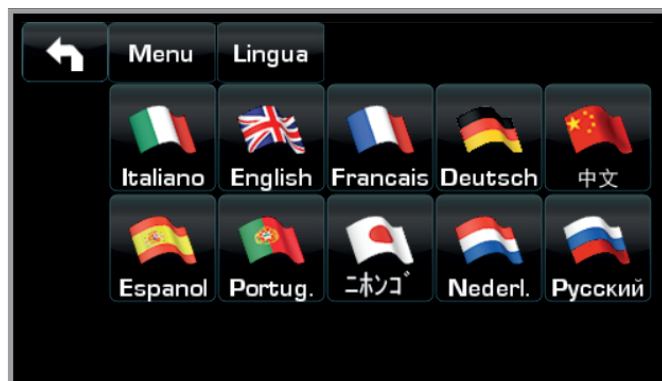 Menu Lingua
Italiano English Francais Deutsch 中文
Espanol Portug. ニホンゴ Nederl. Русский